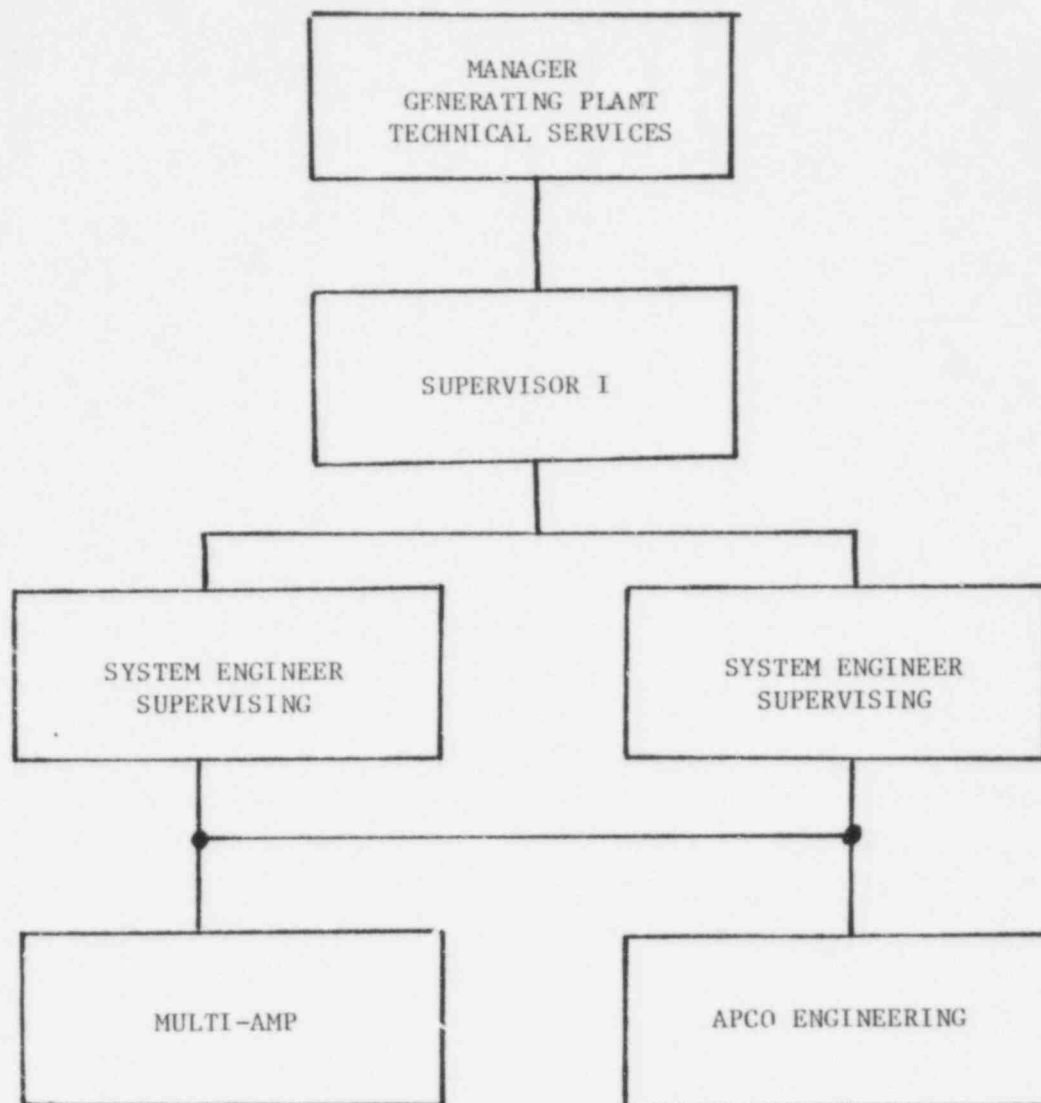 MANAGER
GENERATING PLANT
TECHNICAL SERVICES
SUPERVISOR I
SYSTEM ENGINEER
SUPERVISING
SYSTEM ENGINEER
SUPERVISING
MULTI-AMP
APCO ENGINEERING